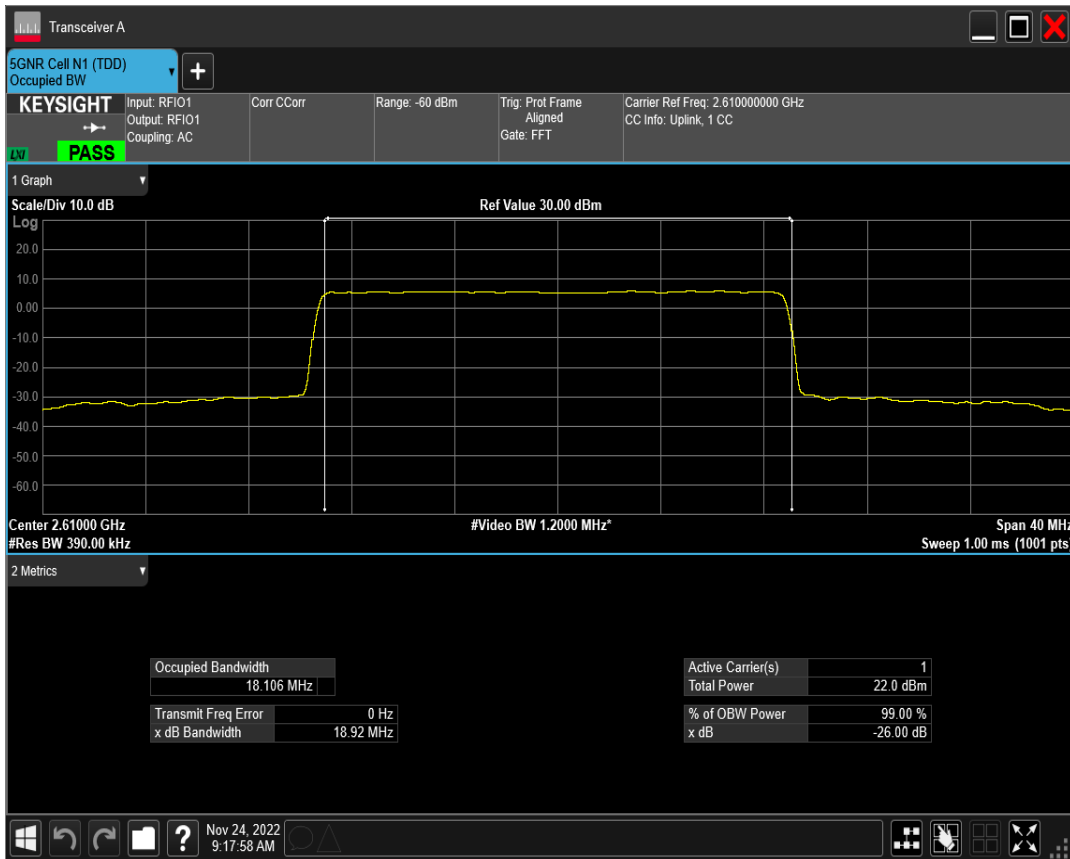 Transceiver A
5GNR Cell N1 (TDD)
Occupied BW
KEYSIGHT
LXI
PASS
Input: RFIO1
Output: RFIO1
Coupling: AC
Corr CCorr
Range: -60 dBm
Trig: Prot Frame
Aligned
Gate: FFT
Carrier Ref Freq: 2.610000000 GHz
CC Info: Uplink, 1 CC
1 Graph
Scale/Div 10.0 dB
Ref Value 30.00 dBm
Log
20.0
10.0
0.00
-10.0
-20.0
-30.0
-40.0
-50.0
-60.0
Center 2.61000 GHz
#Video BW 1.2000 MHz*
Span 40 MHz
#Res BW 390.00 kHz
Sweep 1.00 ms (1001 pts)
2 Metrics
Occupied Bandwidth
18.106 MHz
Transmit Freq Error 0 Hz
x dB Bandwidth 18.92 MHz
Active Carrier(s) 1
Total Power 22.0 dBm
% of OBW Power 99.00 %
x dB -26.00 dB
?
Nov 24, 2022
9:17:58 AM